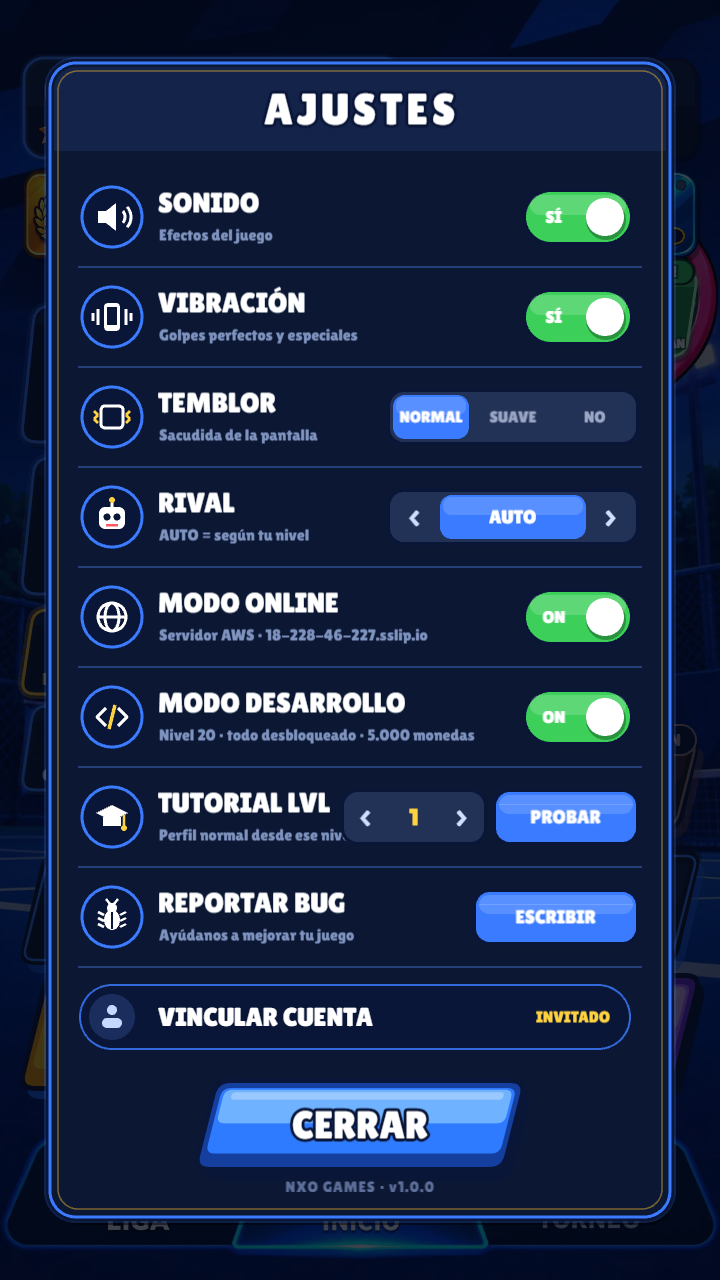 AJUSTES
SONIDO
Efectos del juego
SÍ
VIBRACIÓN
Golpes perfectos y especiales
SÍ
TEMBLOR
Sacudida de la pantalla
NORMAL SUAVE NO
RIVAL
AUTO = según tu nivel
< AUTO >
MODO ONLINE
Servidor AWS · 18-228-46-227.sslip.io
ON
MODO DESARROLLO
Nivel 20 · todo desbloqueado · 5.000 monedas
ON
TUTORIAL LVL
Perfil normal desde ese niv
< 1 >
PROBAR
REPORTAR BUG
Ayúdanos a mejorar tu juego
ESCRIBIR
VINCULAR CUENTA
INVITADO
CERRAR
NXO GAMES · v1.0.0
LIGA INICIO TORNEO